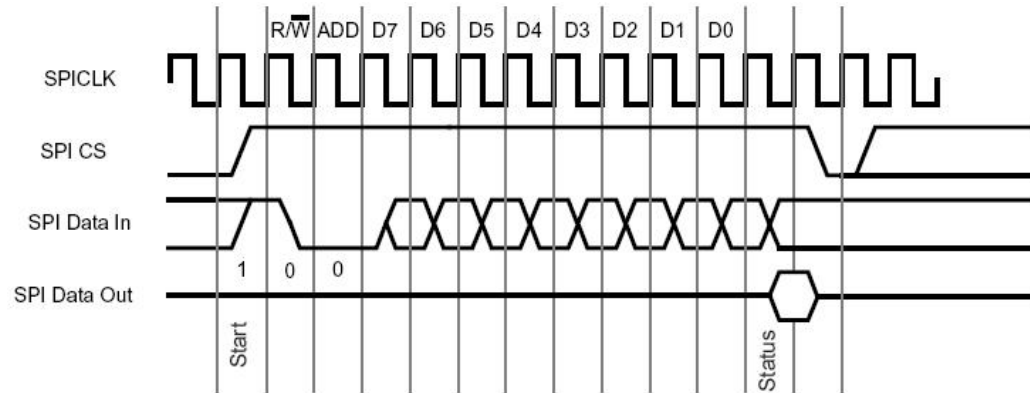 R/W̅ ADD D7 D6 D5 D4 D3 D2 D1 D0
SPICLK
SPI CS
SPI Data In
1 0 0
SPI Data Out
Start
Status